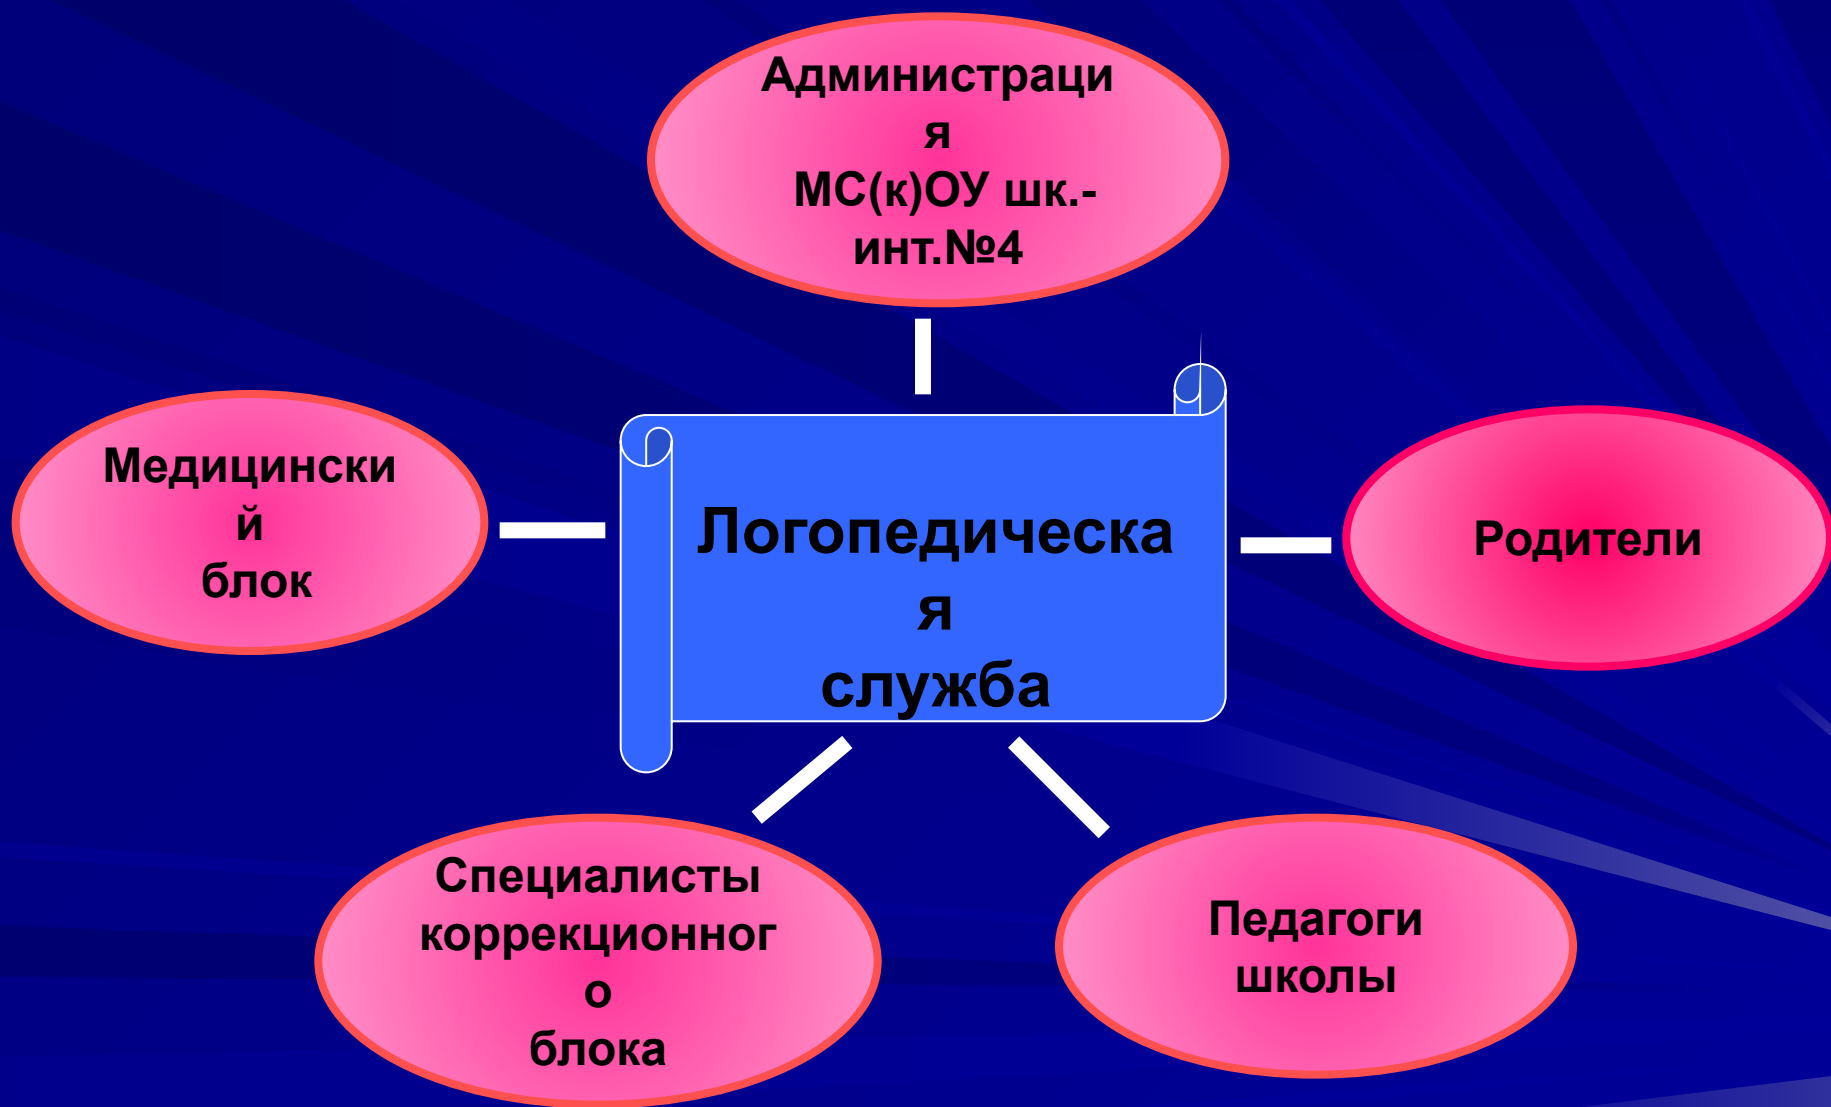 Администраци
я
МС(к)ОУ шк.-
инт.№4
Медицински
й
блок
Логопедическа
я
служба
Родители
Специалисты
коррекционног
о
блока
Педагоги
школы